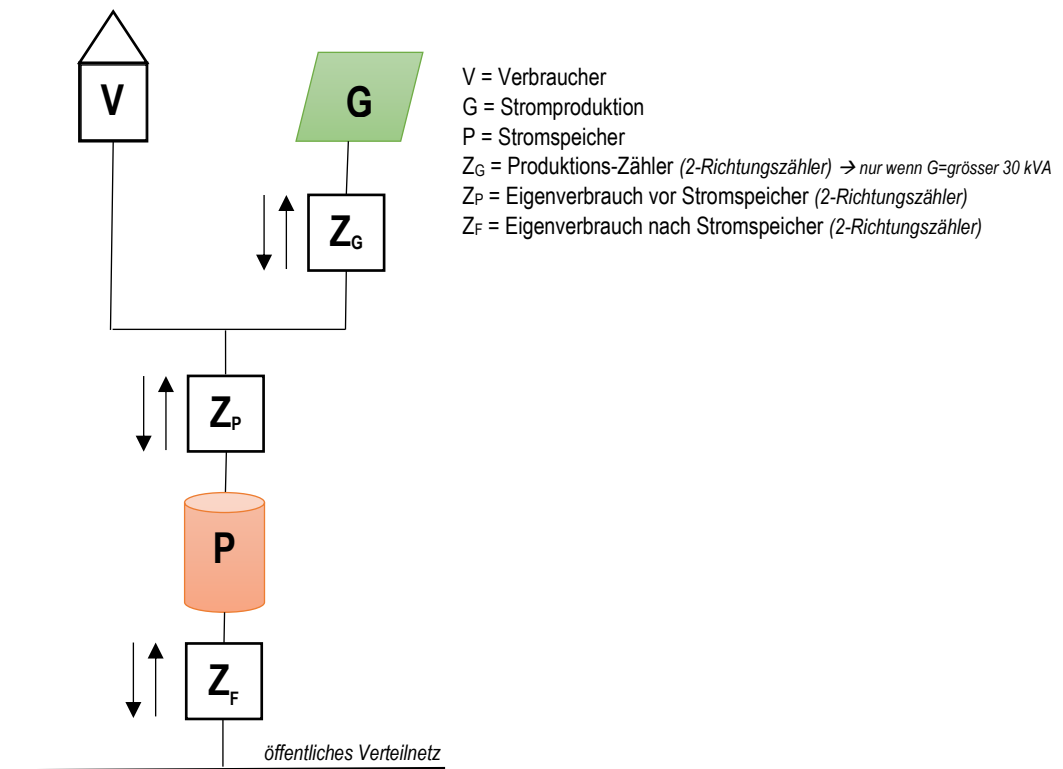 V
G
V = Verbraucher
G = Stromproduktion
P = Stromspeicher
ZG = Produktions-Zähler (2-Richtungszähler) → nur wenn G=grösser 30 kVA
ZP = Eigenverbrauch vor Stromspeicher (2-Richtungszähler)
ZF = Eigenverbrauch nach Stromspeicher (2-Richtungszähler)
ZG
ZP
P
ZF
öffentliches Verteilnetz